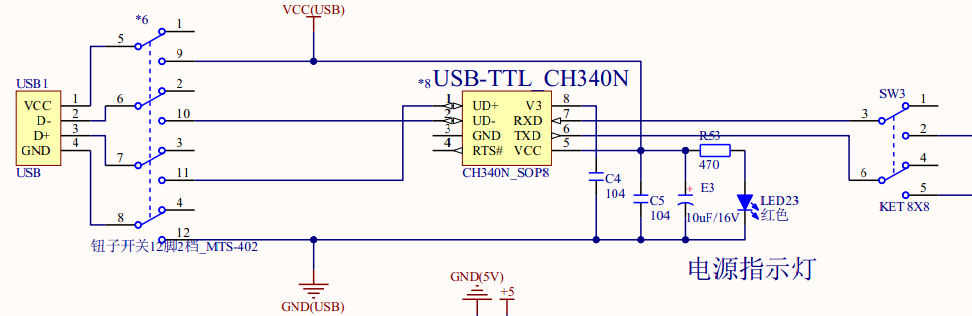 VCC(USB)
*6
1
5
9
USB1
VCC 1
D- 2
D+ 3
GND 4
USB
2
6
10
3
7
11
4
8
12
钮子开关12脚2档_MTS-402
GND(USB)
*8 USB-TTL_CH340N
1 UD+ V3 8
2 UD- RXD 7
3 GND TXD 6
4 RTS# VCC 5
CH340N_SOP8
C4
104
C5
104
E3
+
10uF/16V
R53
470
LED23
红色
电源指示灯
SW3
1
3
2
4
6
5
KET 8X8
GND(5V)
+5